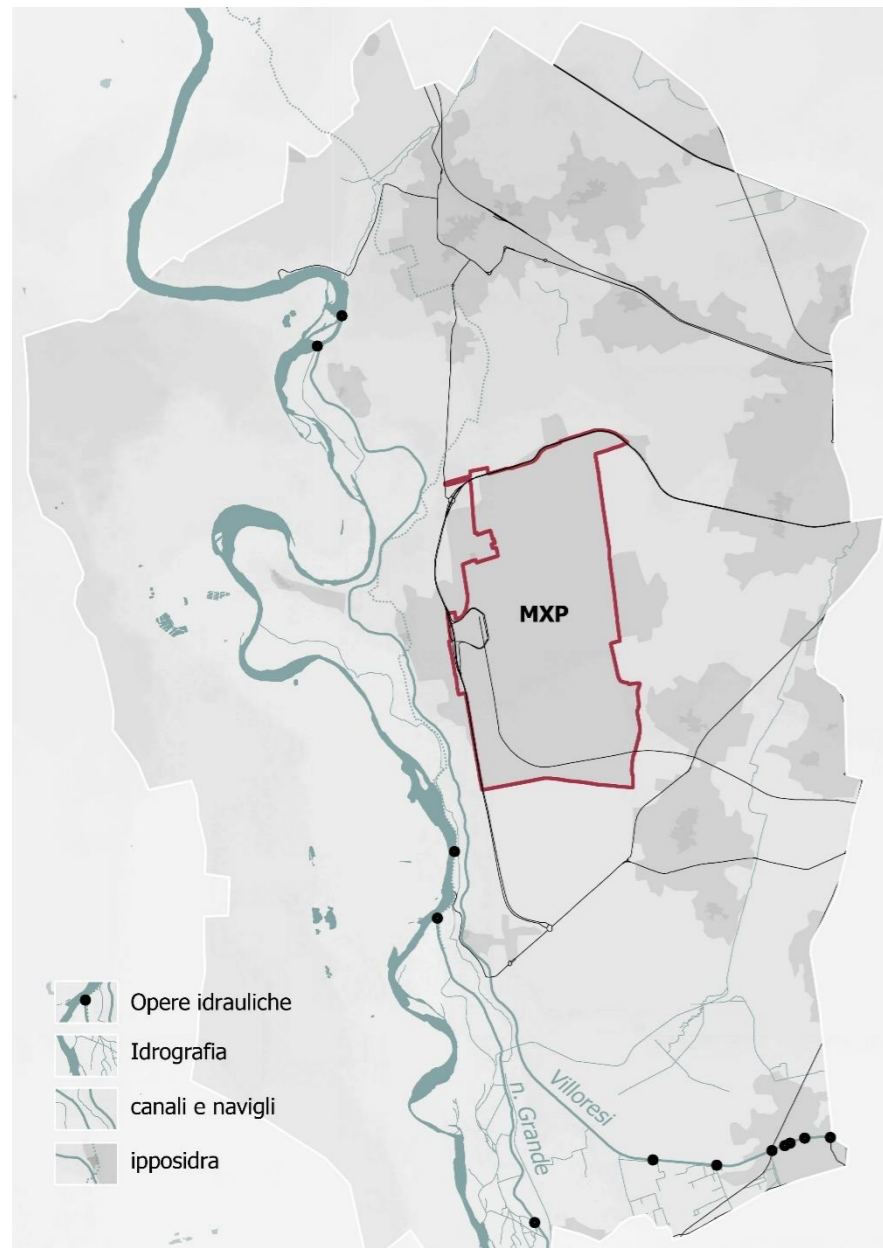 MXP
Opere idrauliche
Idrografia
canali e navigli
ipposidra
Villoresi
n. Grande